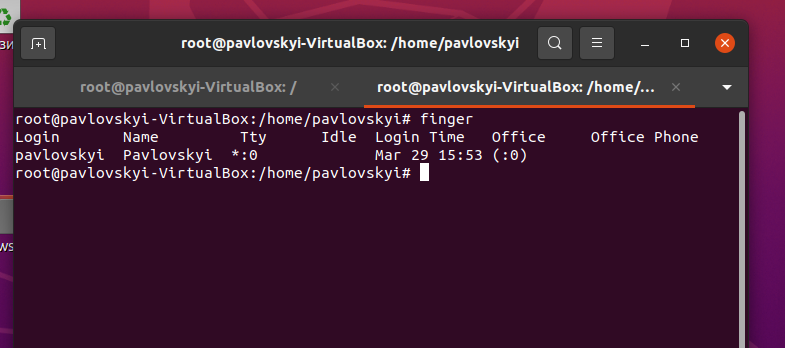 root@pavlovskyi-VirtualBox: /home/pavlovskyi
root@pavlovskyi-VirtualBox: /
root@pavlovskyi-VirtualBox: /home/…
root@pavlovskyi-VirtualBox:/home/pavlovskyi# finger
Login     Name       Tty      Idle  Login Time   Office     Office Phone
pavlovskyi  Pavlovskyi  *:0             Mar 29 15:53 (:0)
root@pavlovskyi-VirtualBox:/home/pavlovskyi#